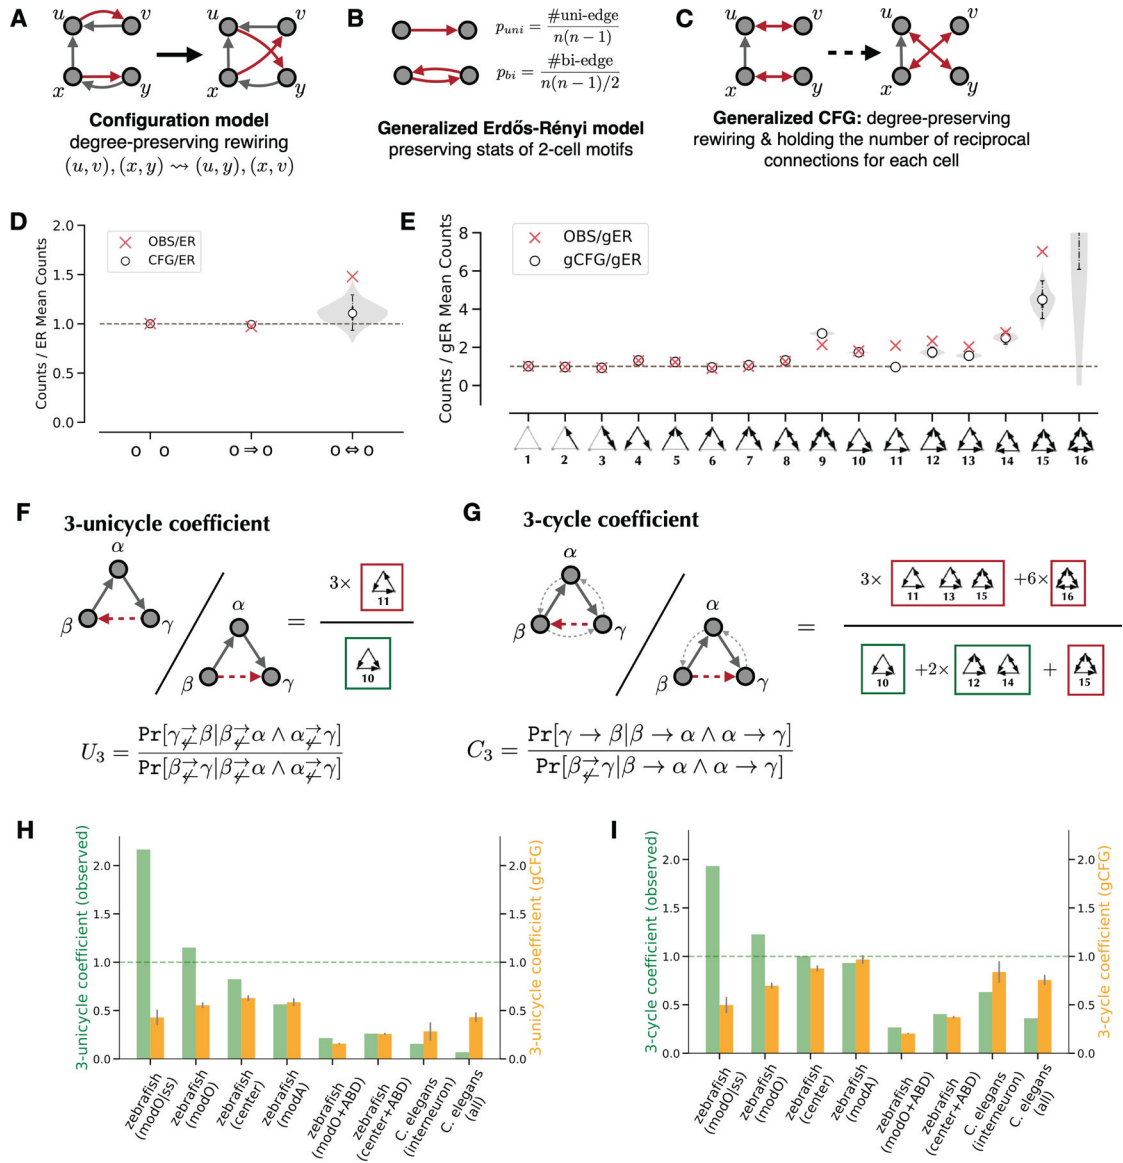 A
u
v
u
v
x
y
x
y
Configuration model
degree-preserving rewiring
(u, v), (x, y) ⇝ (u, y), (x, v)
B
p_uni = #uni-edge / n(n − 1)
p_bi = #bi-edge / n(n − 1)/2
Generalized Erdős-Rényi model
preserving stats of 2-cell motifs
C
u
v
u
v
x
y
x
y
Generalized CFG: degree-preserving
rewiring & holding the number of reciprocal
connections for each cell
D
Counts / ER Mean Counts
2.0
1.5
1.0
0.5
0.0
OBS/ER
CFG/ER
o o
o ⇒ o
o ⇔ o
E
Counts / gER Mean Counts
8
6
4
2
0
OBS/gER
gCFG/gER
1 2 3 4 5 6 7 8 9 10 11 12 13 14 15 16
F
3-unicycle coefficient
α
β
γ
α
β
γ
=
3×
11
10
U₃ = Pr[γ⇄̸β|β⇄̸α ∧ α⇄̸γ] / Pr[β⇄̸γ|β⇄̸α ∧ α⇄̸γ]
G
3-cycle coefficient
α
β
γ
α
β
γ
=
3× 11 13 15 +6× 16
10 +2× 12 14 + 15
C₃ = Pr[γ → β|β → α ∧ α → γ] / Pr[β⇄̸γ|β → α ∧ α → γ]
H
3-unicycle coefficient (observed)
2.0
1.5
1.0
0.5
0.0
3-unicycle coefficient (gCFG)
2.0
1.5
1.0
0.5
0.0
zebrafish
(modO|ss)
zebrafish
(modO)
zebrafish
(center)
zebrafish
(modA)
zebrafish
(modO+ABD)
zebrafish
(center+ABD)
C. elegans
(interneuron)
C. elegans
(all)
I
3-cycle coefficient (observed)
2.0
1.5
1.0
0.5
0.0
3-cycle coefficient (gCFG)
2.0
1.5
1.0
0.5
0.0
zebrafish
(modO|ss)
zebrafish
(modO)
zebrafish
(center)
zebrafish
(modA)
zebrafish
(modO+ABD)
zebrafish
(center+ABD)
C. elegans
(interneuron)
C. elegans
(all)